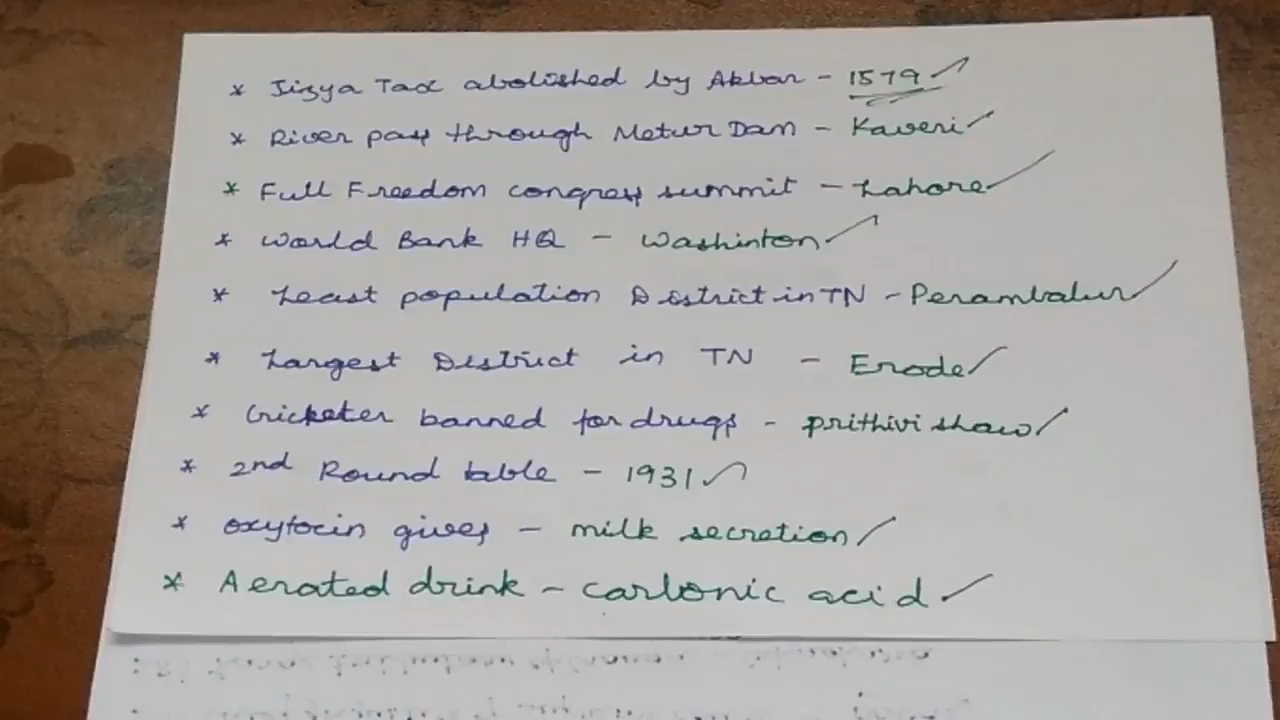 * Jizya Tax abolished by Akbar - 1579
* River pass through Metur Dam - Kaveri
* Full Freedom congress summit - Lahore
* World Bank HQ - Washinton
* Least population District in TN - Perambalur
* Largest District in TN - Erode
* Cricketer banned for drugs - prithivi shaw
* 2nd Round table - 1931
* oxytocin gives - milk secretion
* Aerated drink - carbonic acid